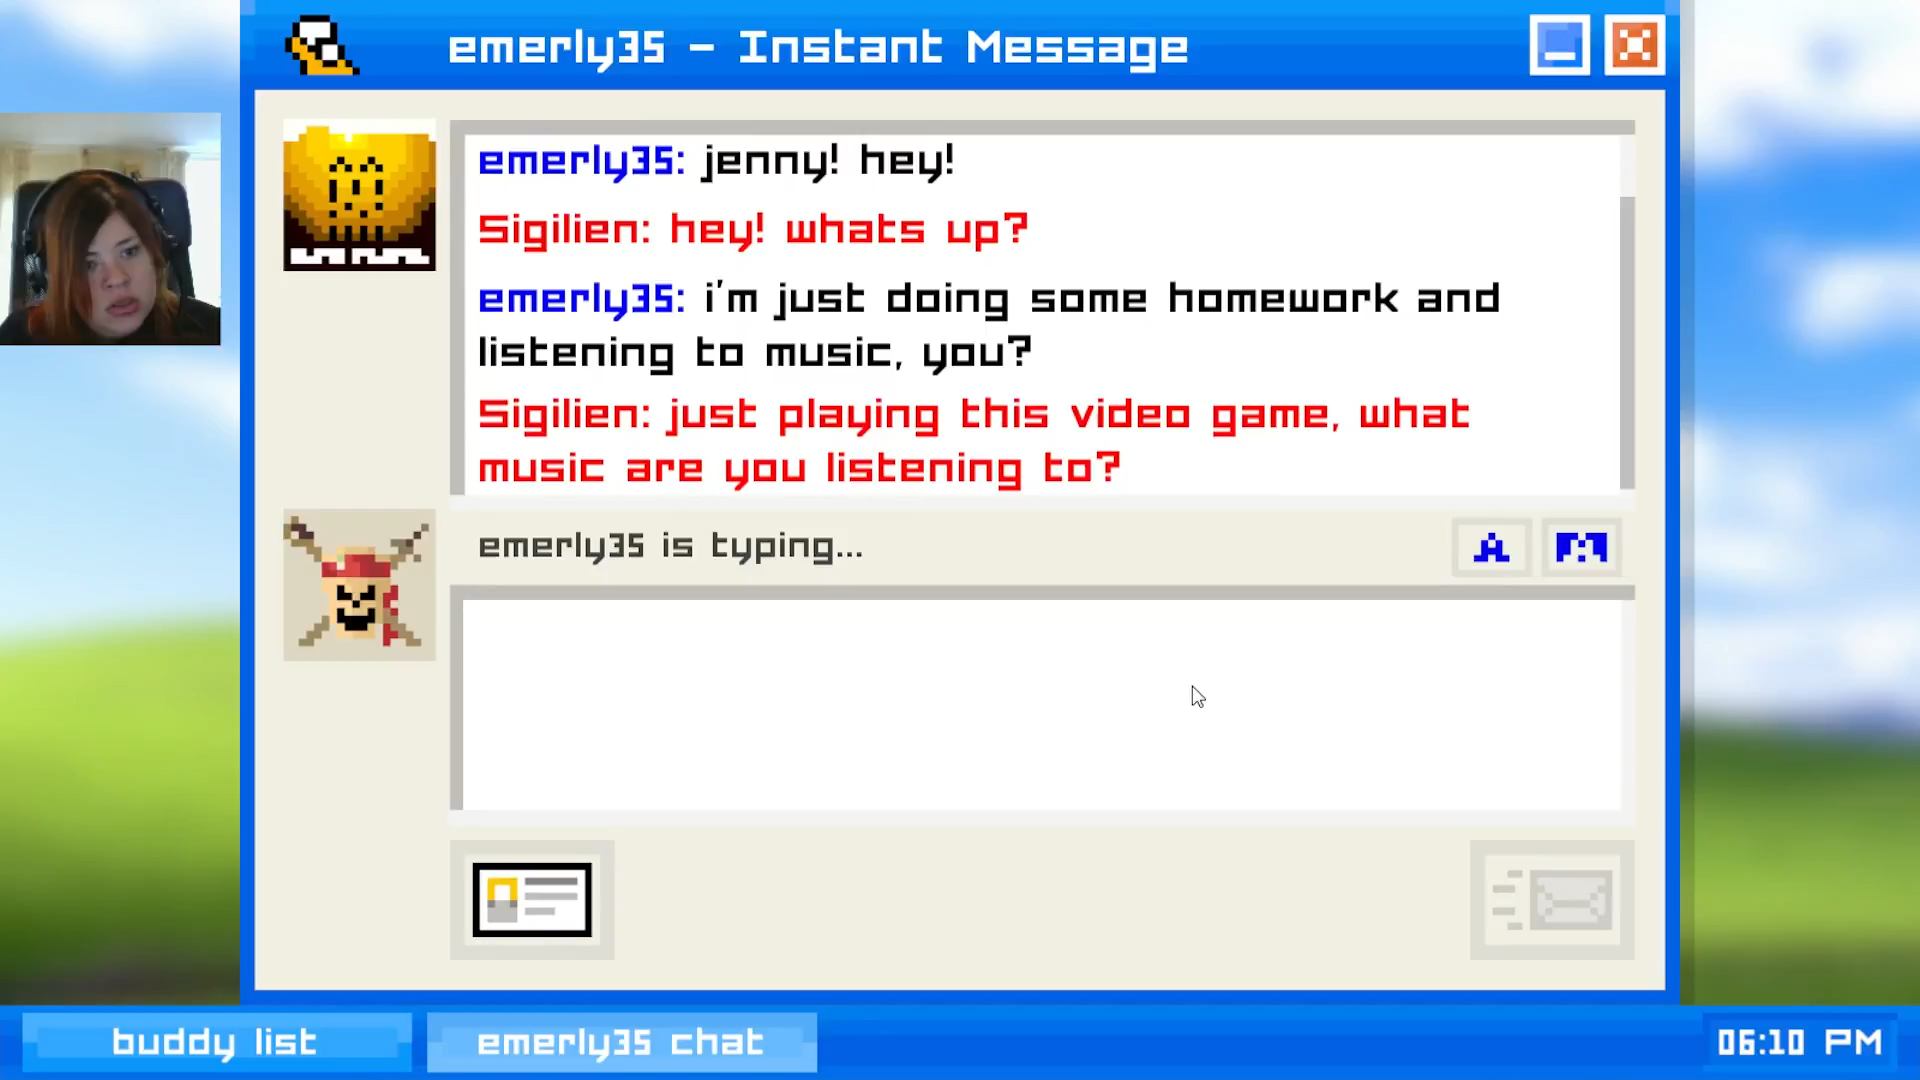 emerly35 - Instant Message
emerly35: jenny! hey!
Sigilien: hey! whats up?
emerly35: i'm just doing some homework and
listening to music, you?
Sigilien: just playing this video game, what
music are you listening to?
emerly35 is typing...
A
buddy list
emerly35 chat
06:10 PM